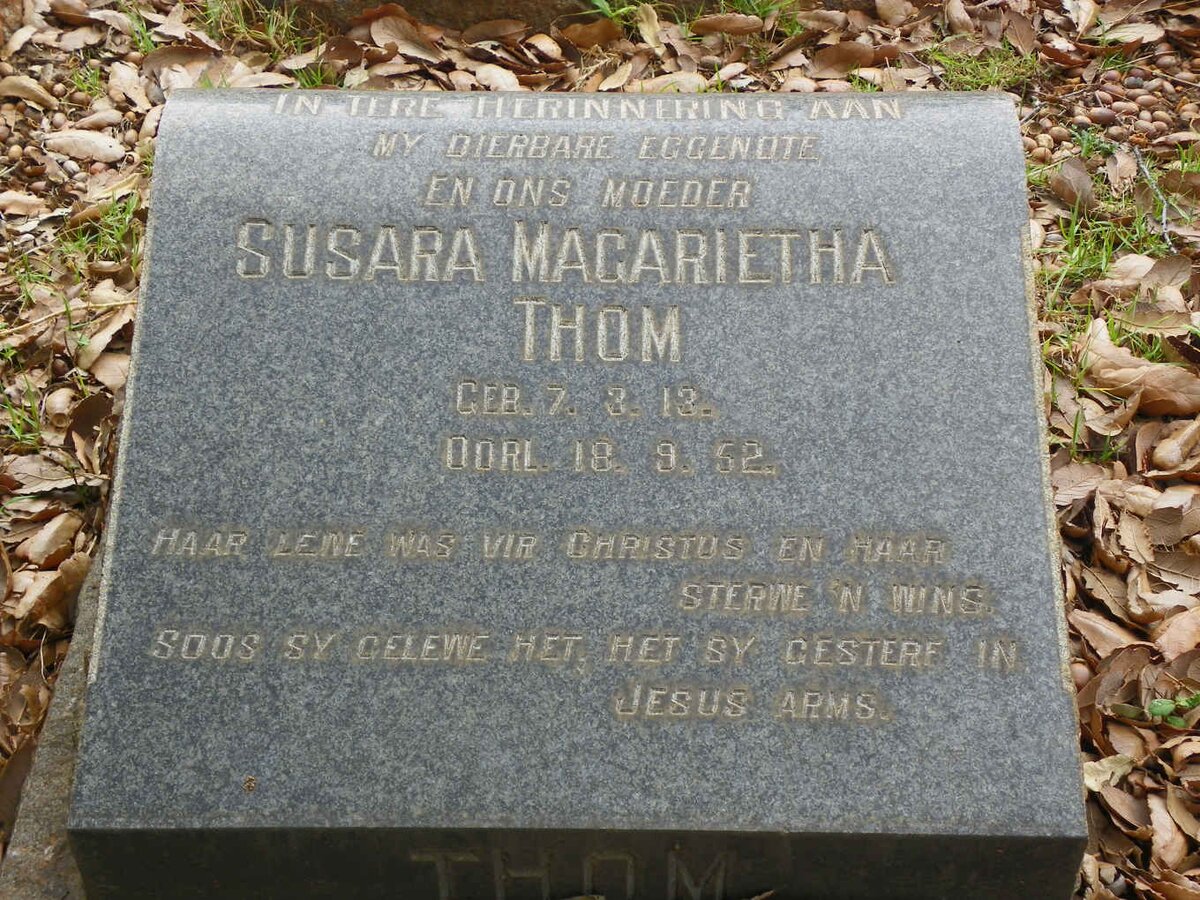 IN TERE HERINNERING AAN
MY DIERBARE EGGENOTE
EN ONS MOEDER
SUSARA MAGARIETHA
THOM
GEB. 7. 3. 13.
OORL. 18. 9. 52.
HAAR LEWE WAS VIR CHRISTUS EN HAAR
STERWE 'N WINS.
SOOS SY GELEWE HET, HET SY GESTERF IN
JESUS ARMS.
THOM